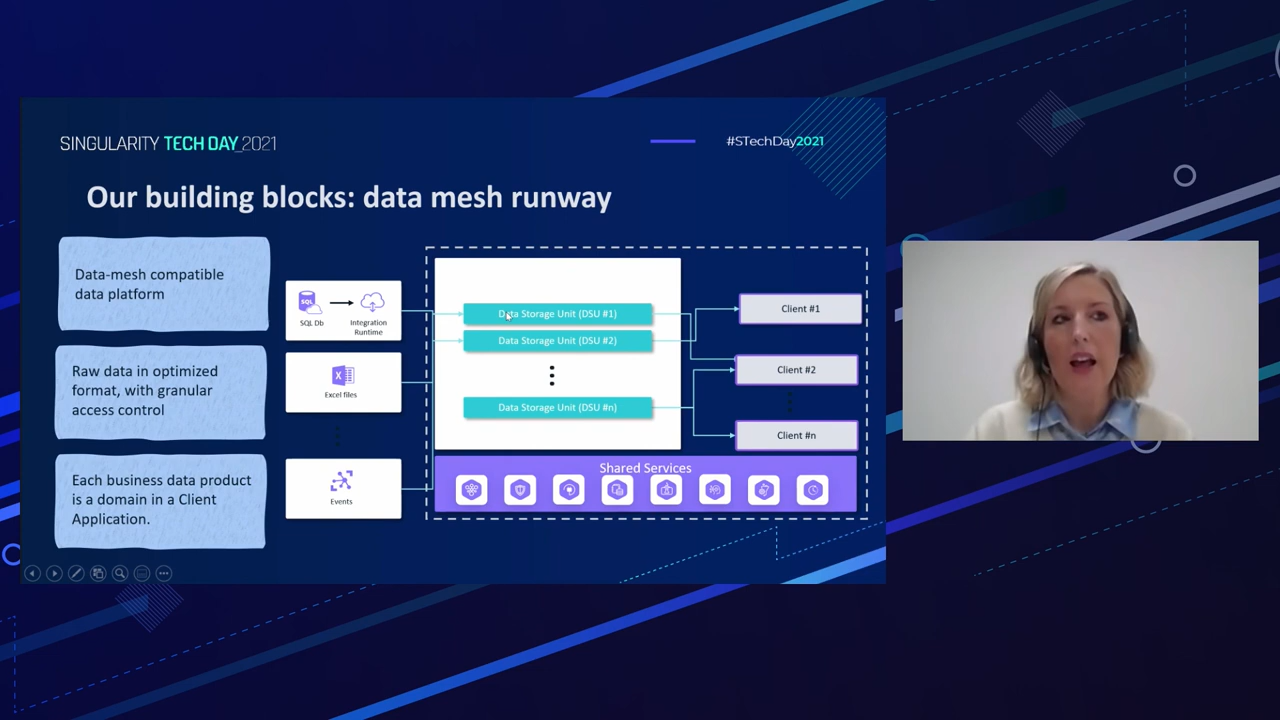 SINGULARITY TECH DAY_2021
#STechDay2021
Our building blocks: data mesh runway
Data-mesh compatible
data platform
Raw data in optimized
format, with granular
access control
Each business data product
is a domain in a Client
Application.
SQL
SQL Db
Integration
Runtime
Excel files
Events
Data Storage Unit (DSU #1)
Data Storage Unit (DSU #2)
Data Storage Unit (DSU #n)
Client #1
Client #2
Client #n
Shared Services